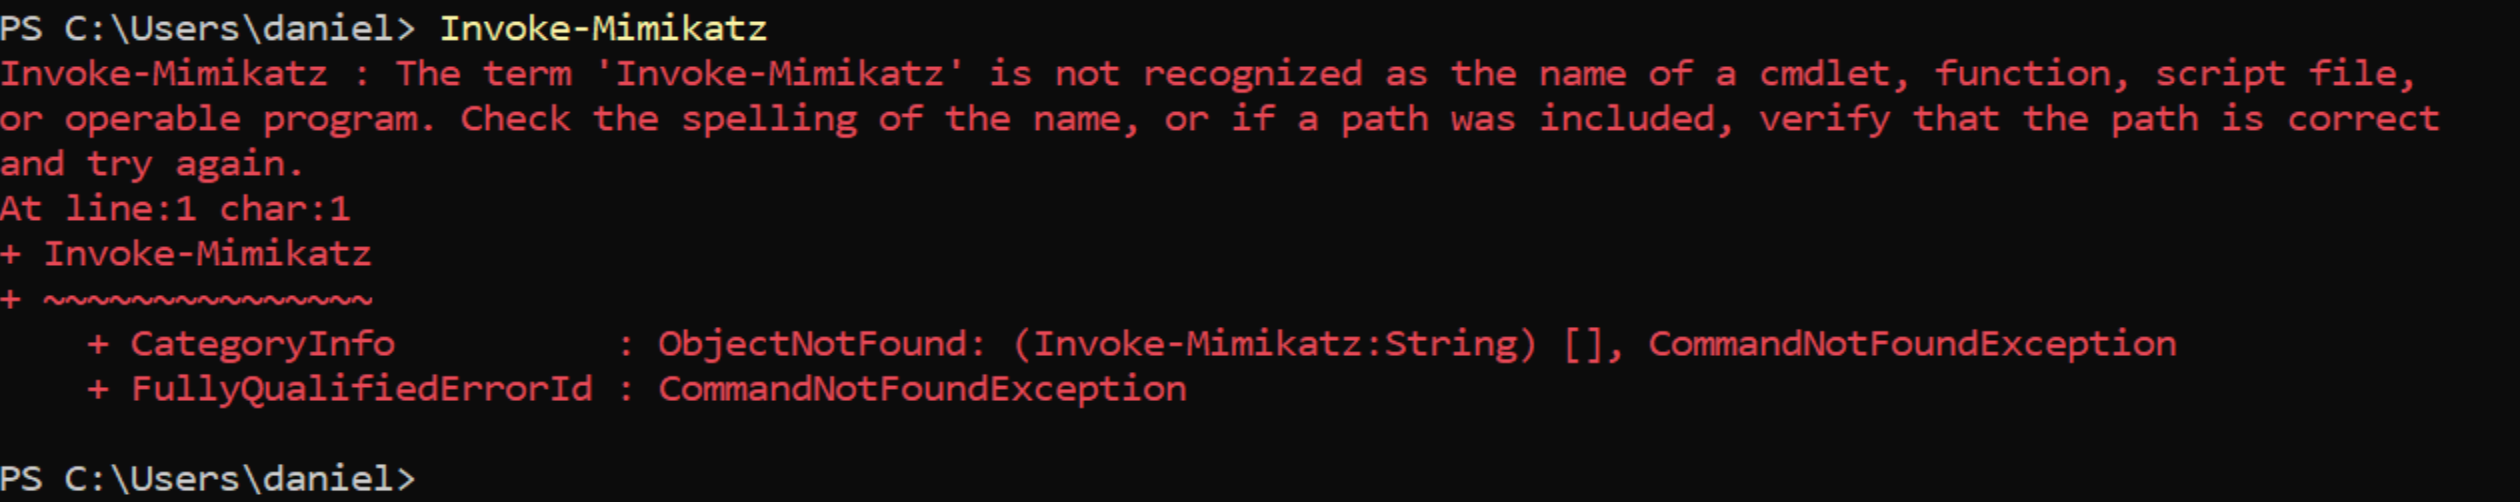 PS C:\Users\daniel> Invoke-Mimikatz
Invoke-Mimikatz : The term 'Invoke-Mimikatz' is not recognized as the name of a cmdlet, function, script file,
or operable program. Check the spelling of the name, or if a path was included, verify that the path is correct
and try again.
At line:1 char:1
+ Invoke-Mimikatz
+ ~~~~~~~~~~~~~~~
    + CategoryInfo          : ObjectNotFound: (Invoke-Mimikatz:String) [], CommandNotFoundException
    + FullyQualifiedErrorId : CommandNotFoundException
PS C:\Users\daniel>